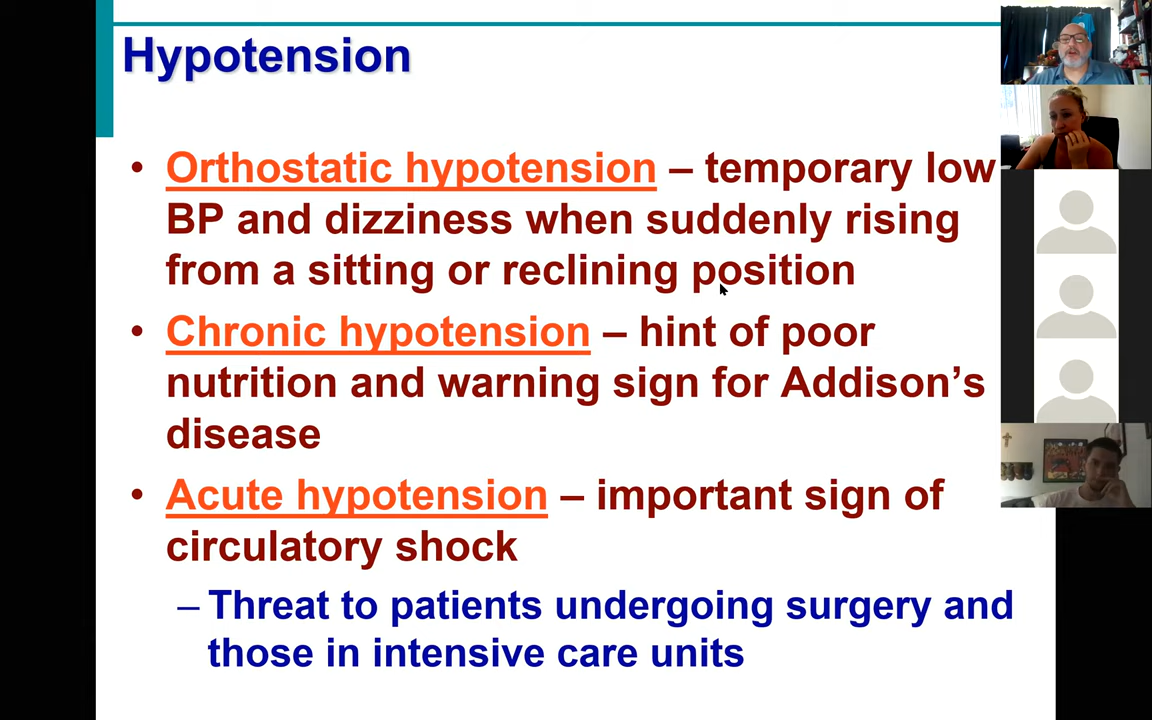 Hypotension
• Orthostatic hypotension – temporary low
BP and dizziness when suddenly rising
from a sitting or reclining position
• Chronic hypotension – hint of poor
nutrition and warning sign for Addison’s
disease
• Acute hypotension – important sign of
circulatory shock
– Threat to patients undergoing surgery and
those in intensive care units